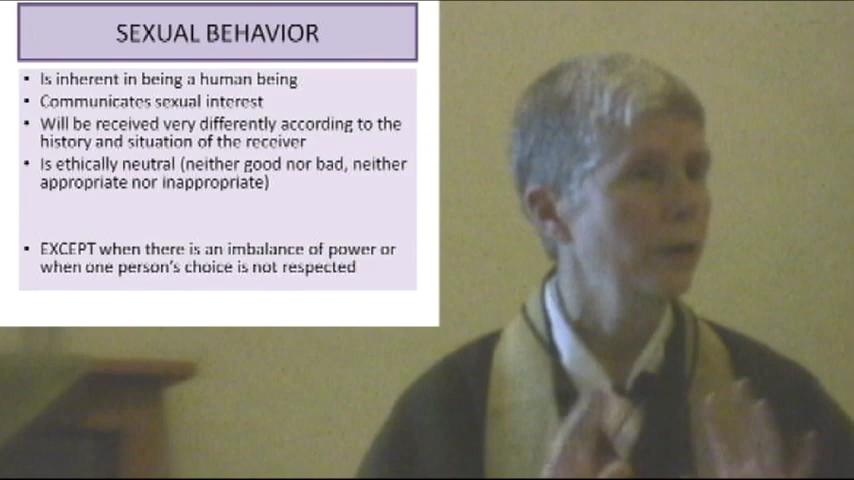 SEXUAL BEHAVIOR
• Is inherent in being a human being
• Communicates sexual interest
• Will be received very differently according to the
history and situation of the receiver
• Is ethically neutral (neither good nor bad, neither
appropriate nor inappropriate)
• EXCEPT when there is an imbalance of power or
when one person's choice is not respected